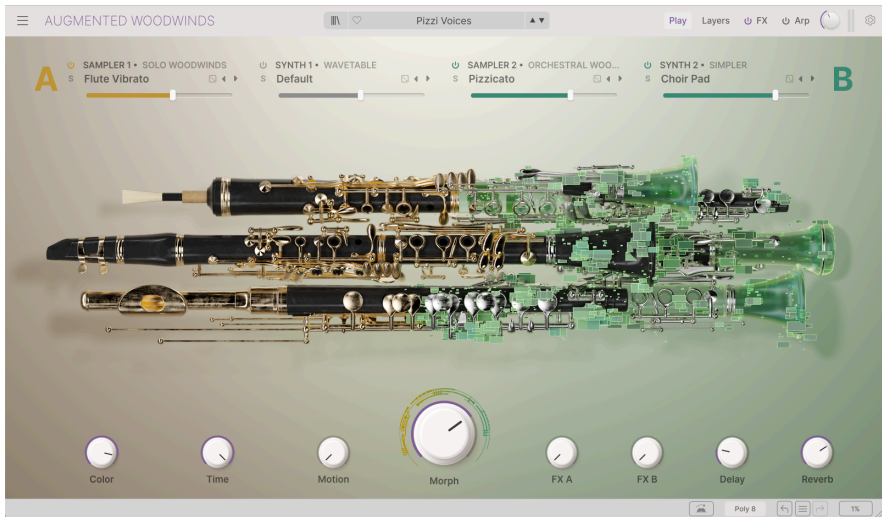 AUGMENTED WOODWINDS
Pizzi Voices
Play Layers FX Arp
A
SAMPLER 1 • SOLO WOODWINDS
S Flute Vibrato
SYNTH 1 • WAVETABLE
S Default
SAMPLER 2 • ORCHESTRAL WOO...
S Pizzicato
SYNTH 2 • SIMPLER
S Choir Pad
B
Color
Time
Motion
Morph
FX A
FX B
Delay
Reverb
Poly 8
1%